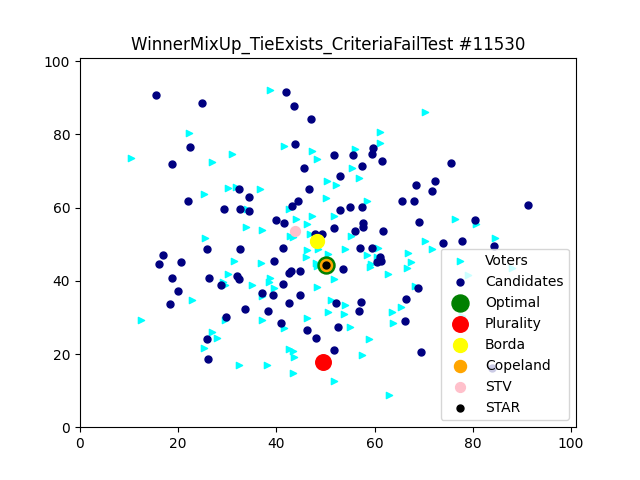 WinnerMixUp_TieExists_CriteriaFailTest #11530
100
80
60
40
20
0
0 20 40 60 80 100
Voters
Candidates
Optimal
Plurality
Borda
Copeland
STV
STAR